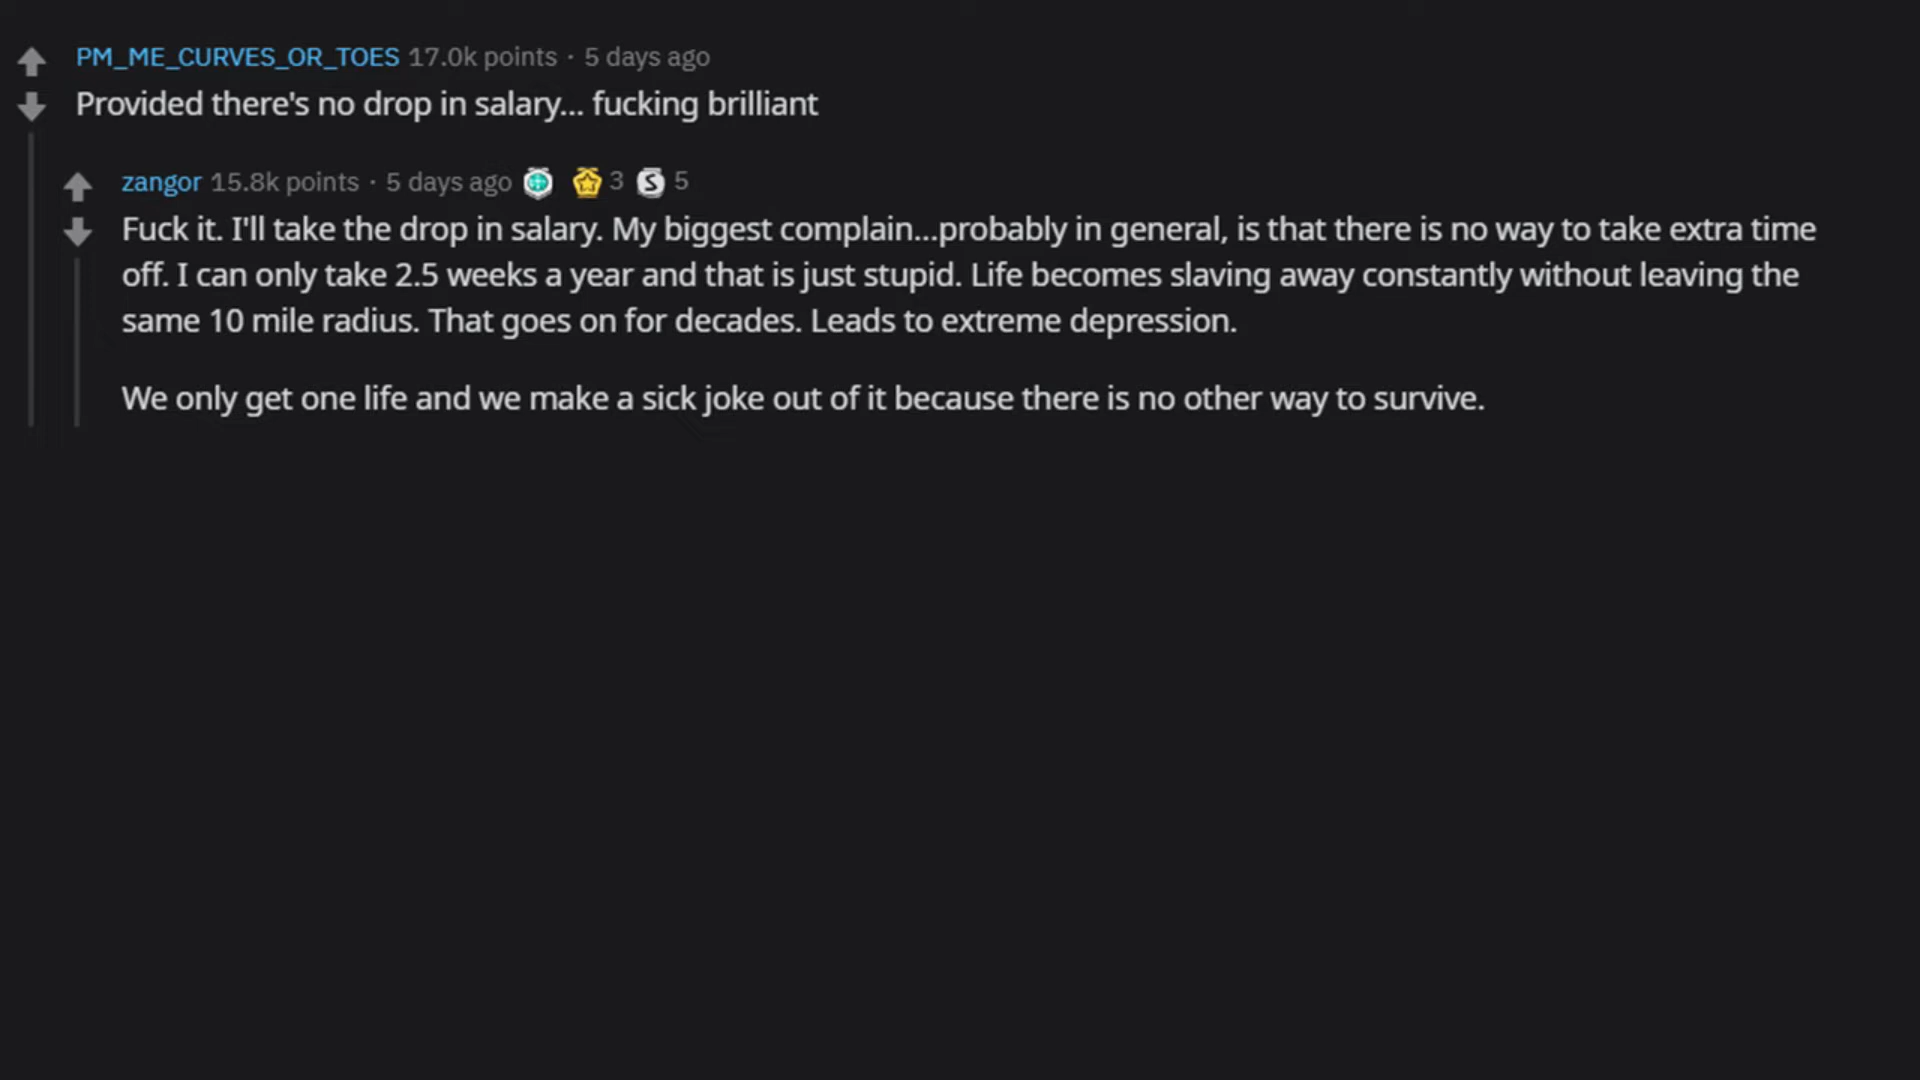 PM_ME_CURVES_OR_TOES 17.0k points · 5 days ago
Provided there's no drop in salary... fucking brilliant
zangor 15.8k points · 5 days ago 3 S 5
Fuck it. I'll take the drop in salary. My biggest complain...probably in general, is that there is no way to take extra time
off. I can only take 2.5 weeks a year and that is just stupid. Life becomes slaving away constantly without leaving the
same 10 mile radius. That goes on for decades. Leads to extreme depression.
We only get one life and we make a sick joke out of it because there is no other way to survive.